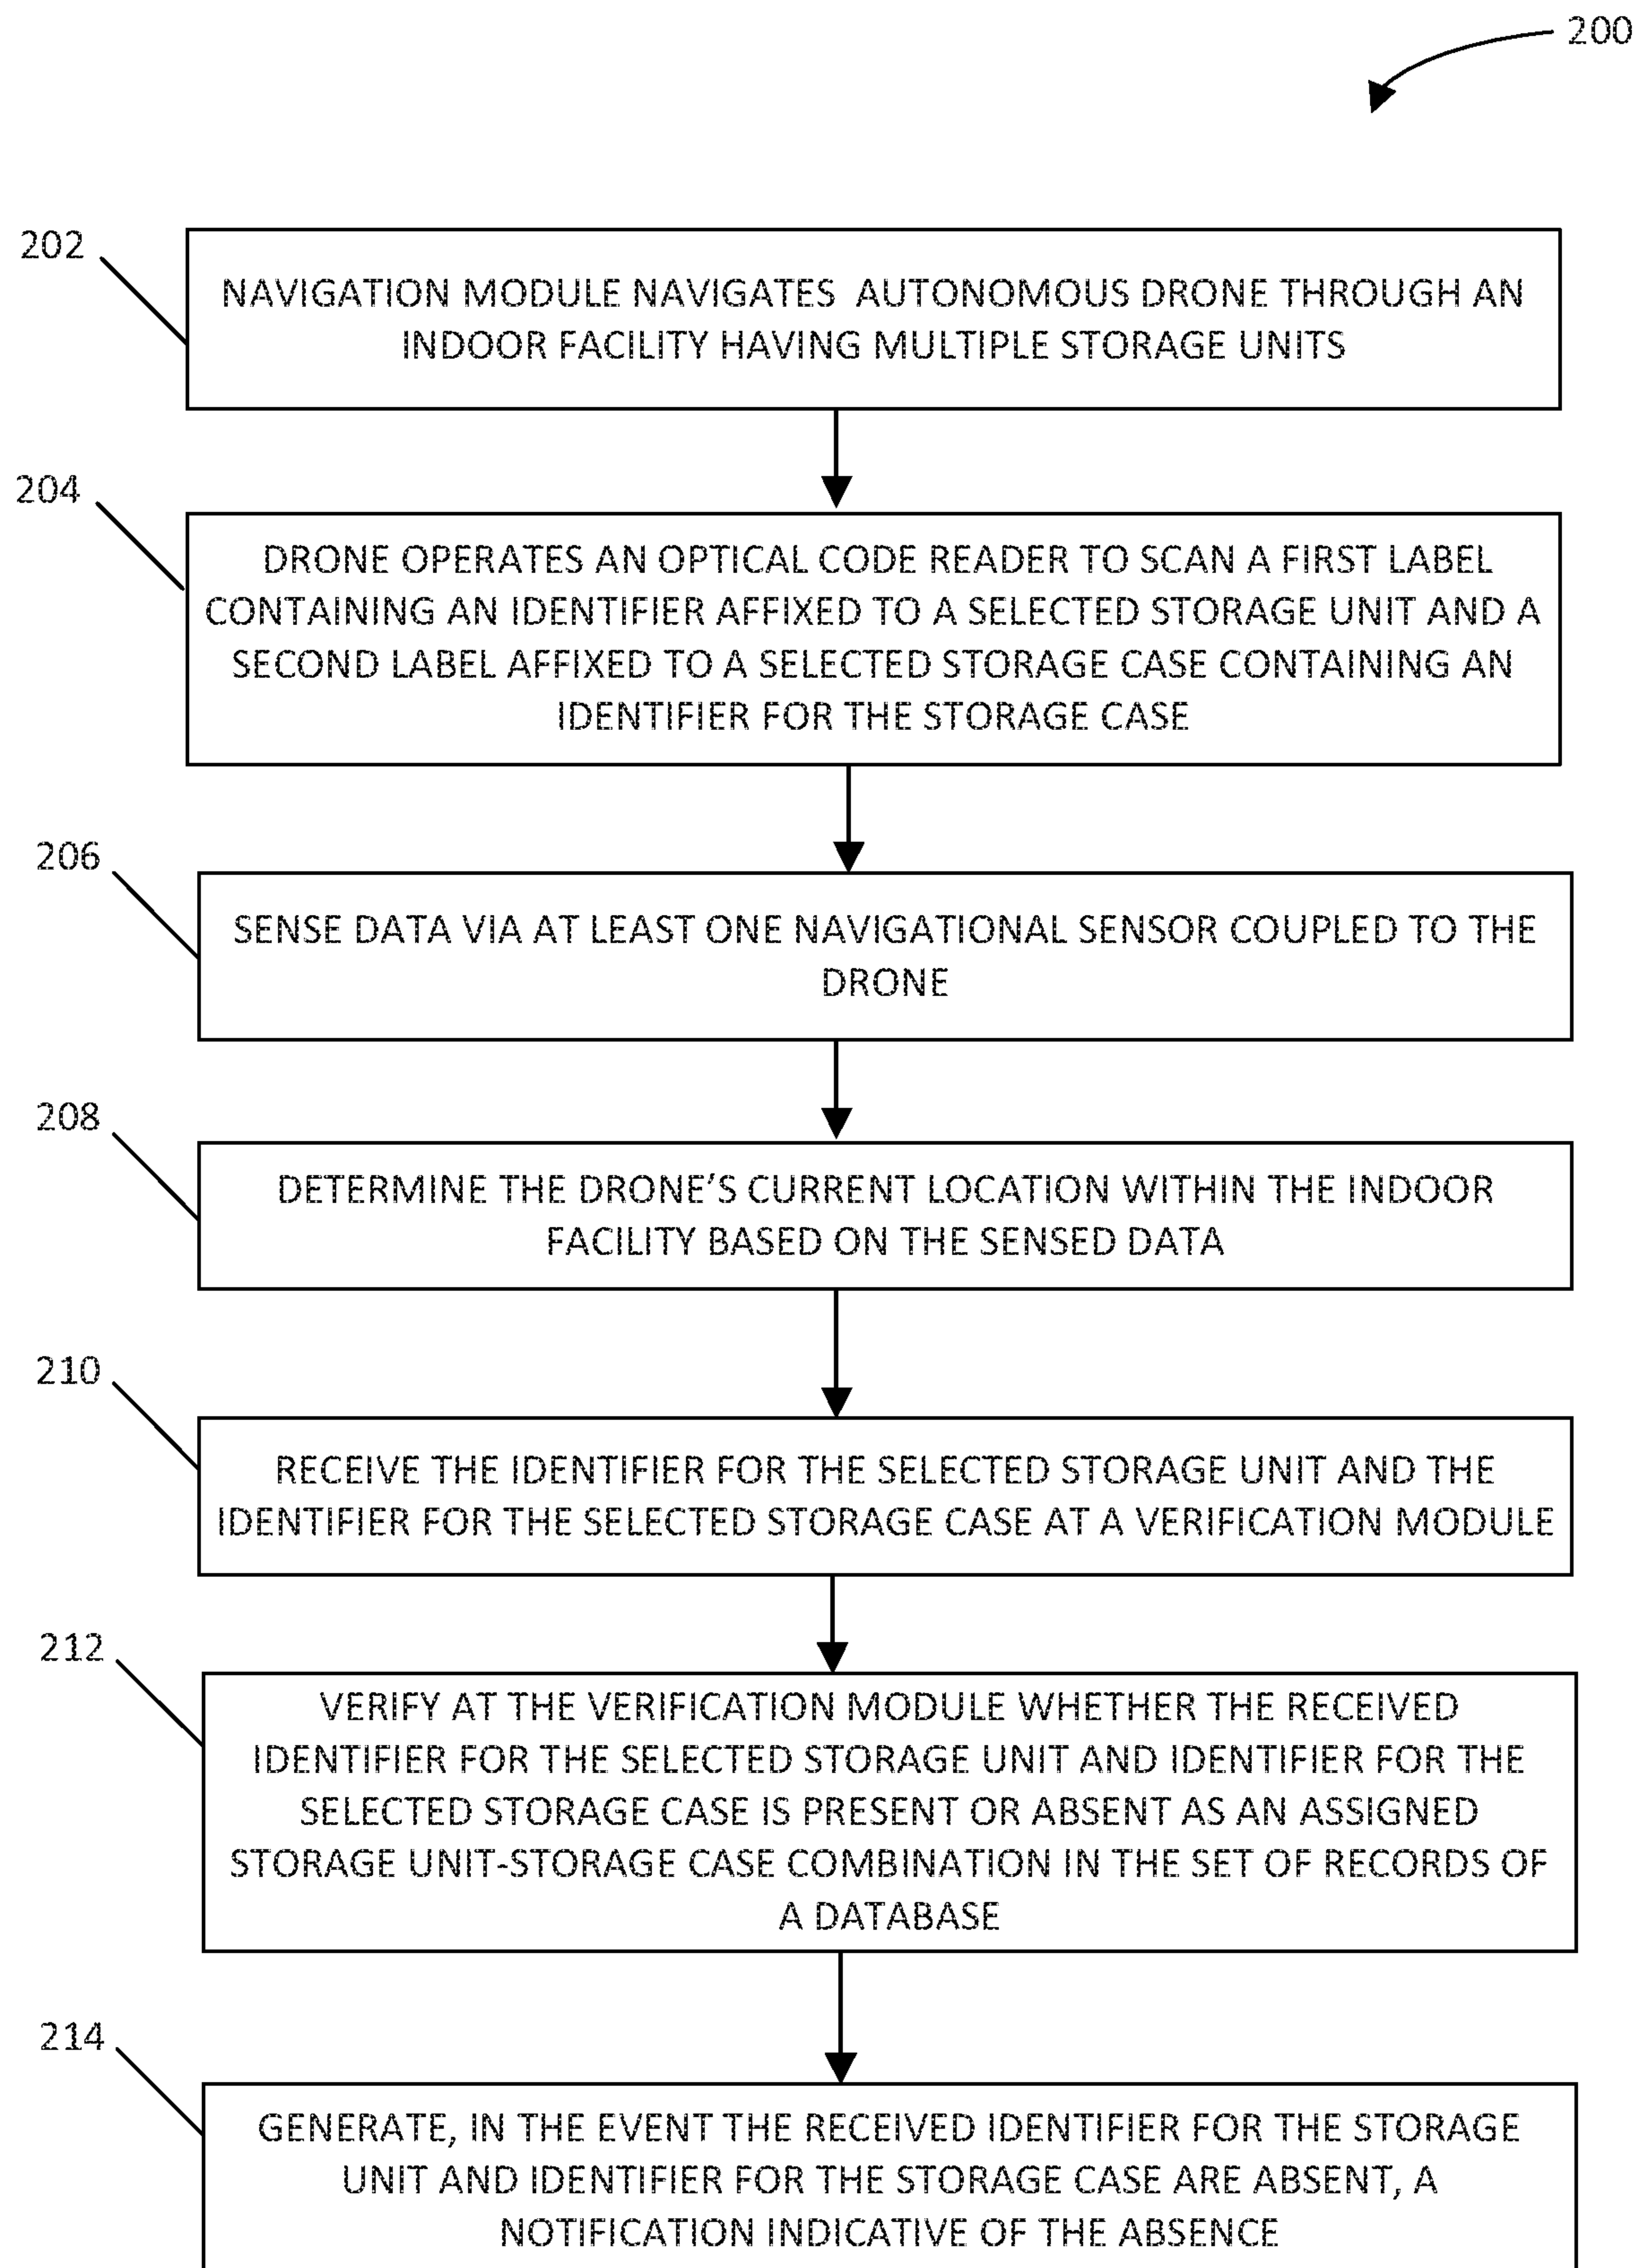 200
202
NAVIGATION MODULE NAVIGATES AUTONOMOUS DRONE THROUGH AN
INDOOR FACILITY HAVING MULTIPLE STORAGE UNITS
204
DRONE OPERATES AN OPTICAL CODE READER TO SCAN A FIRST LABEL
CONTAINING AN IDENTIFIER AFFIXED TO A SELECTED STORAGE UNIT AND A
SECOND LABEL AFFIXED TO A SELECTED STORAGE CASE CONTAINING AN
IDENTIFIER FOR THE STORAGE CASE
206
SENSE DATA VIA AT LEAST ONE NAVIGATIONAL SENSOR COUPLED TO THE
DRONE
208
DETERMINE THE DRONE’S CURRENT LOCATION WITHIN THE INDOOR
FACILITY BASED ON THE SENSED DATA
210
RECEIVE THE IDENTIFIER FOR THE SELECTED STORAGE UNIT AND THE
IDENTIFIER FOR THE SELECTED STORAGE CASE AT A VERIFICATION MODULE
212
VERIFY AT THE VERIFICATION MODULE WHETHER THE RECEIVED
IDENTIFIER FOR THE SELECTED STORAGE UNIT AND IDENTIFIER FOR THE
SELECTED STORAGE CASE IS PRESENT OR ABSENT AS AN ASSIGNED
STORAGE UNIT-STORAGE CASE COMBINATION IN THE SET OF RECORDS OF
A DATABASE
214
GENERATE, IN THE EVENT THE RECEIVED IDENTIFIER FOR THE STORAGE
UNIT AND IDENTIFIER FOR THE STORAGE CASE ARE ABSENT, A
NOTIFICATION INDICATIVE OF THE ABSENCE